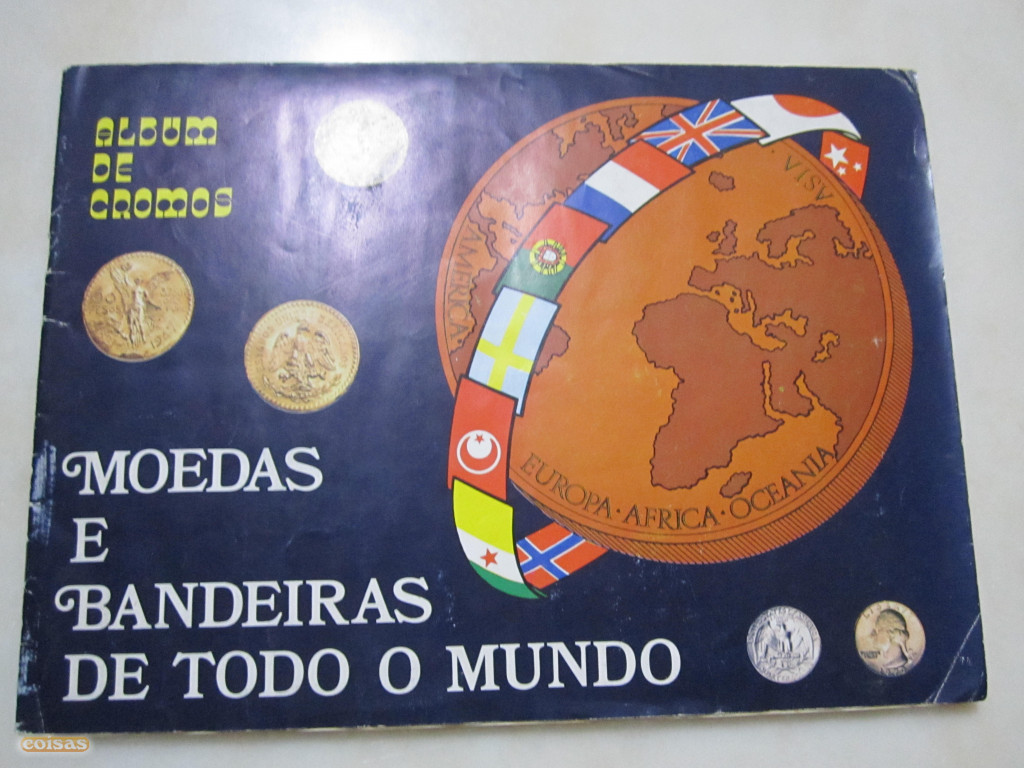 ALBUM
DE
CROMOS
AMERICA
ASIA
EUROPA · AFRICA · OCEANIA
MOEDAS
E
BANDEIRAS
DE TODO O MUNDO
coisas